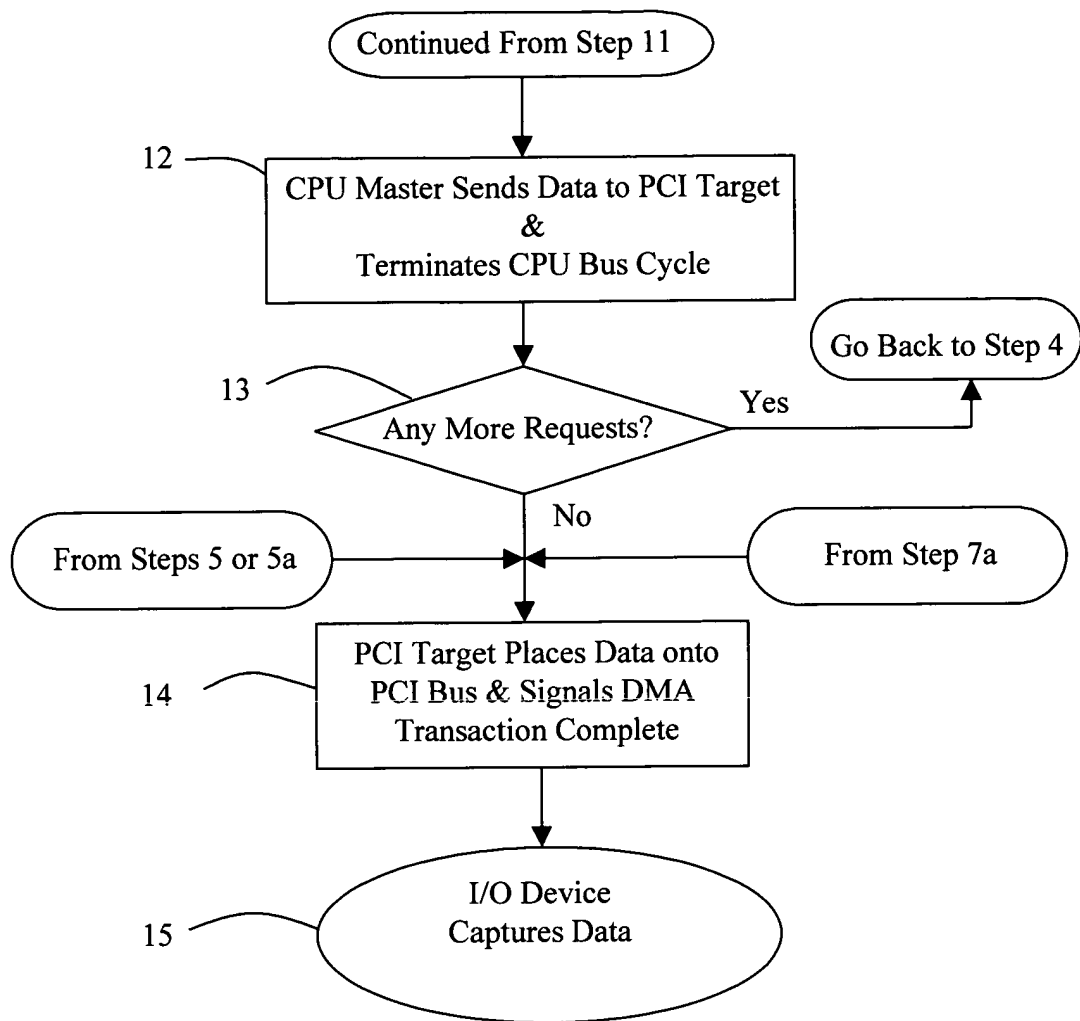 Continued From Step 11
12
CPU Master Sends Data to PCI Target
&
Terminates CPU Bus Cycle
Go Back to Step 4
13
Yes
Any More Requests?
No
From Steps 5 or 5a
From Step 7a
PCI Target Places Data onto
14
PCI Bus & Signals DMA
Transaction Complete
I/O Device
15
Captures Data